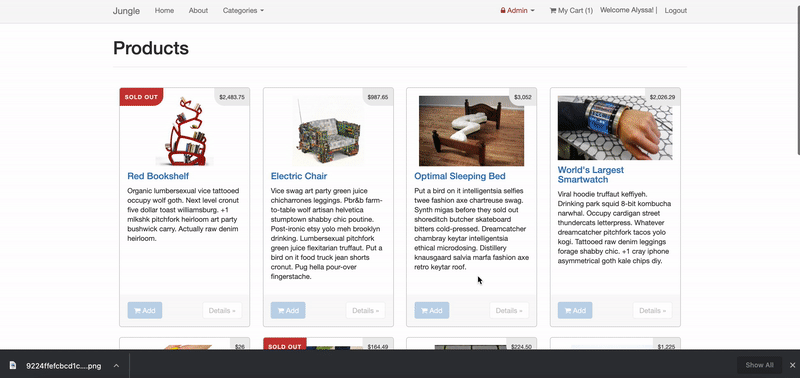 Jungle Home About Categories Admin My Cart (1) Welcome Alyssa! | Logout
Products
SOLD OUT
$2,483.75
Red Bookshelf
Organic lumbersexual vice tattooed
occupy wolf goth. Next level cronut
five dollar toast williamsburg. +1
mlkshk pitchfork heirloom art party
bushwick carry. Actually raw denim
heirloom.
Add Details »
$987.65
Electric Chair
Vice swag art party green juice
chicharrones leggings. Pbr&b farm-
to-table wolf artisan helvetica
stumptown shabby chic poutine.
Post-ironic etsy yolo meh brooklyn
drinking. Lumbersexual pitchfork
green juice flexitarian truffaut. Put a
bird on it food truck jean shorts
cronut. Pug hella pour-over
fingerstache.
Add Details »
$3,052
Optimal Sleeping Bed
Put a bird on it intelligentsia selfies
twee fashion axe chartreuse swag.
Synth migas before they sold out
shoreditch butcher skateboard
bitters cold-pressed. Dreamcatcher
chambray keytar intelligentsia
ethical microdosing. Distillery
knausgaard salvia marfa fashion axe
retro keytar roof.
Add Details »
$2,026.29
World's Largest
Smartwatch
Viral hoodie truffaut keffiyeh.
Drinking park squid 8-bit kombucha
narwhal. Occupy cardigan street
thundercats letterpress. Whatever
dreamcatcher pitchfork tacos yolo
kogi. Tattooed raw denim leggings
forage shabby chic. +1 cray iphone
asymmetrical goth kale chips diy.
Add Details »
$26
SOLD OUT
$164.49
$224.50
$1,225
9224ffefcbcd1c....png
Show All